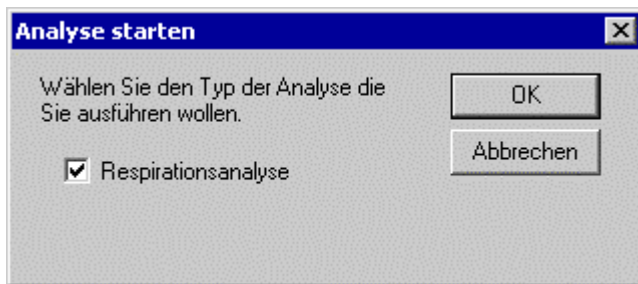 Analyse starten
Wählen Sie den Typ der Analyse die
Sie ausführen wollen.
OK
Abbrechen
Respirationsanalyse